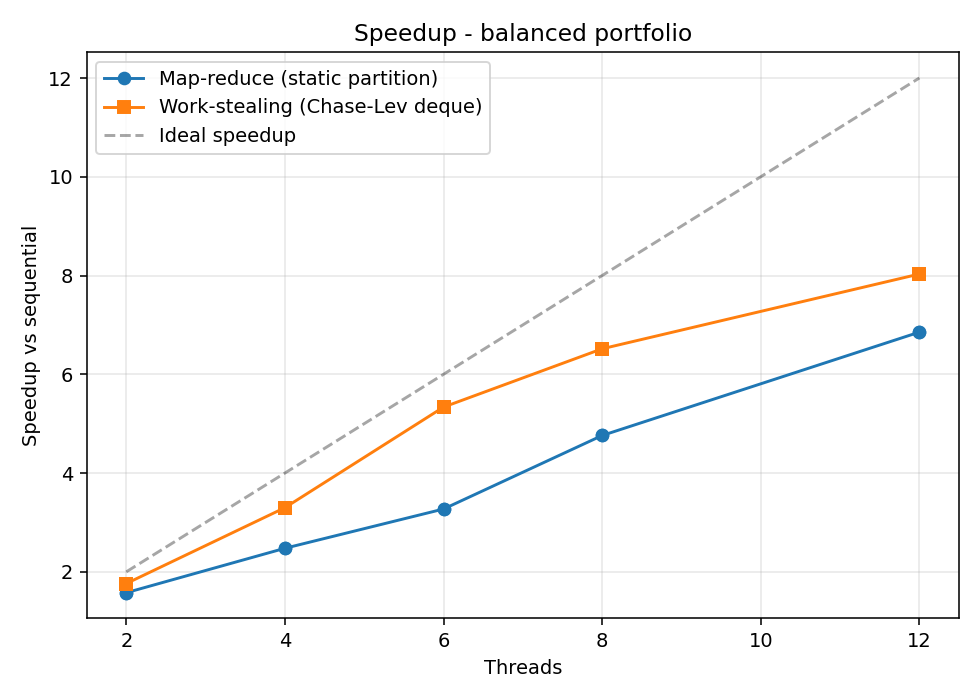 Speedup - balanced portfolio
Map-reduce (static partition)
Work-stealing (Chase-Lev deque)
Ideal speedup
Speedup vs sequential
12
10
8
6
4
2
2 4 6 8 10 12
Threads